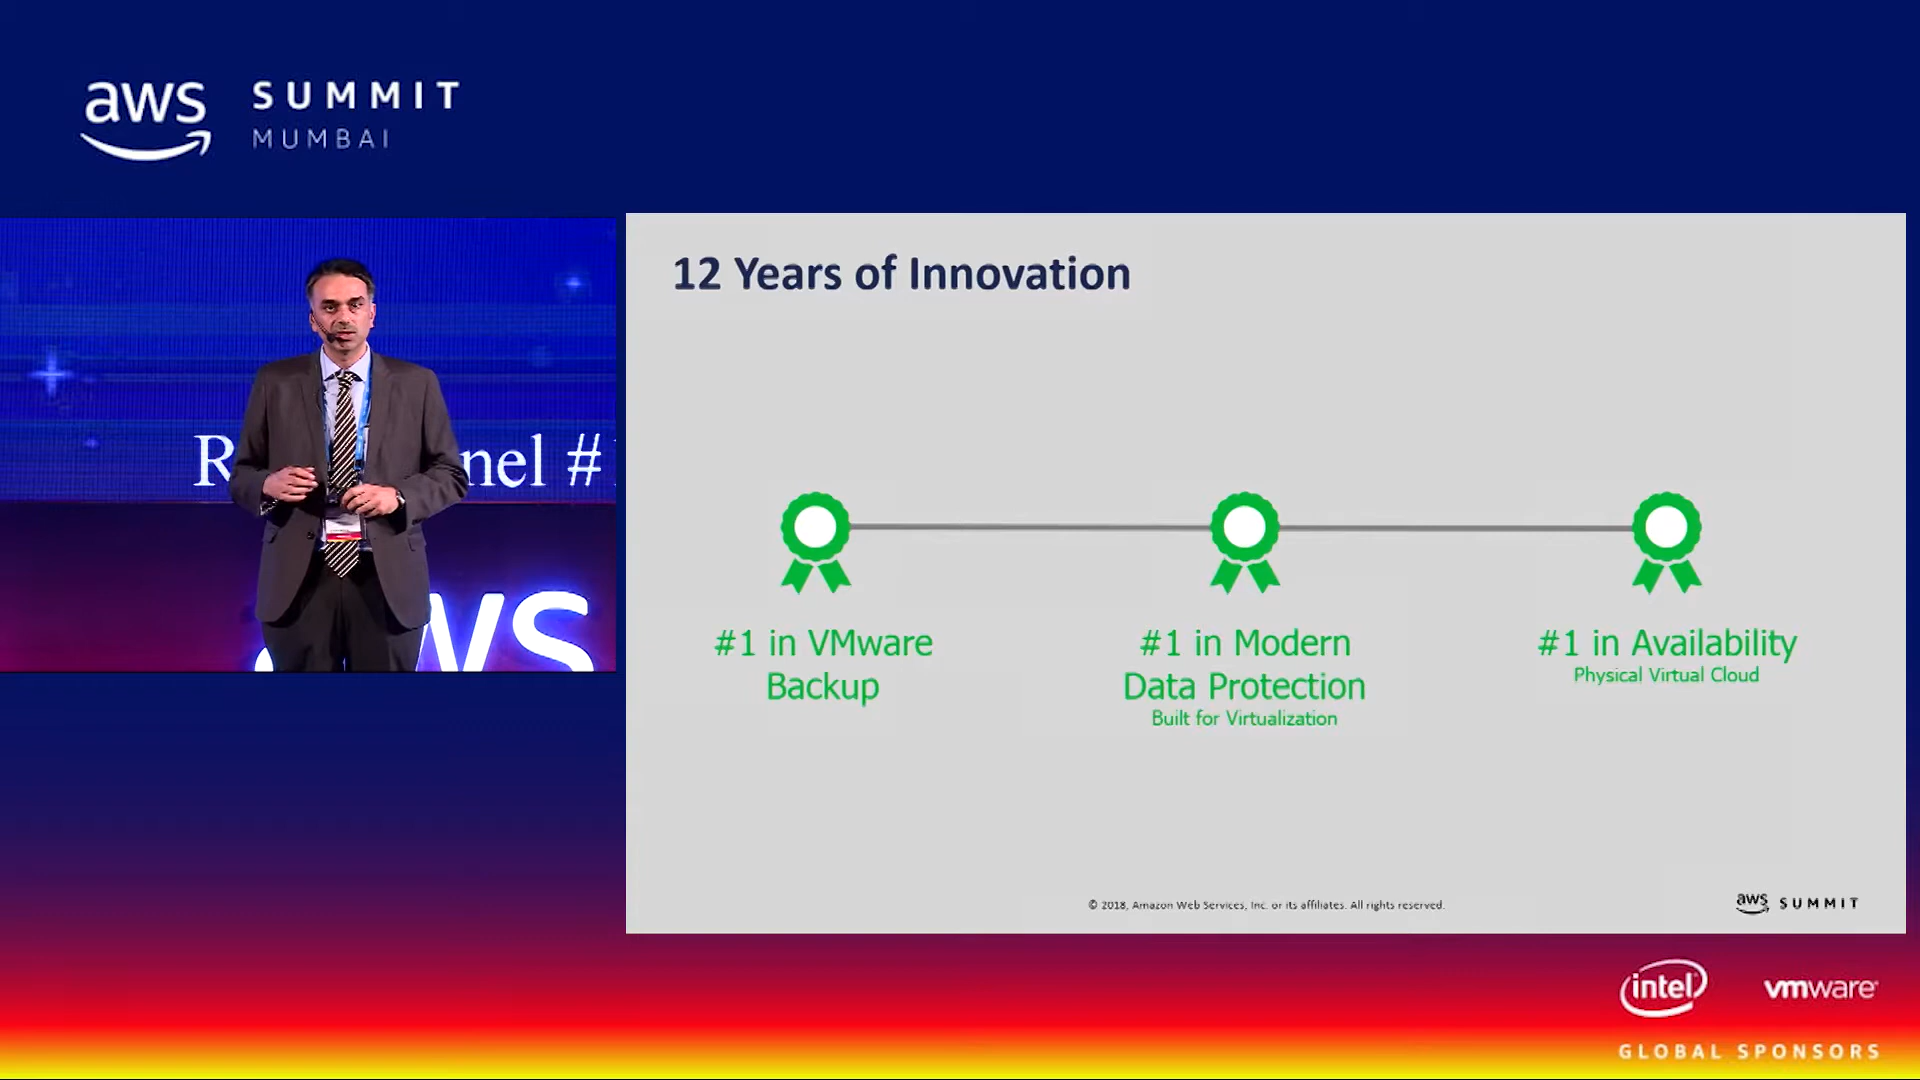 aws
SUMMIT
MUMBAI
12 Years of Innovation
#1 in VMware
Backup
#1 in Modern
Data Protection
Built for Virtualization
#1 in Availability
Physical Virtual Cloud
nel #
aws
© 2018, Amazon Web Services, Inc. or its affiliates. All rights reserved.
aws SUMMIT
intel
vmware
GLOBAL SPONSORS